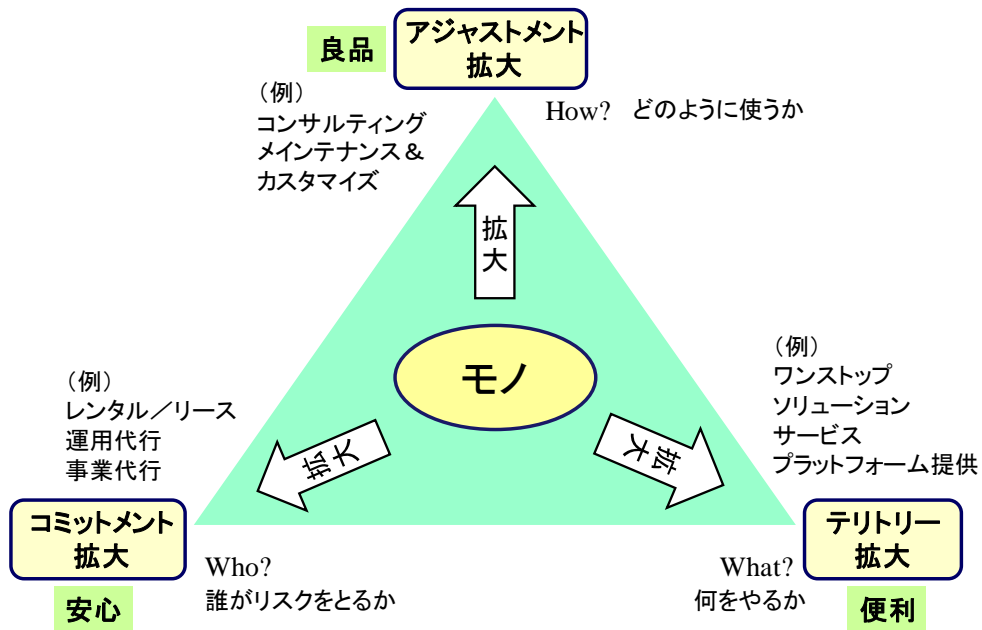 良品
アジャストメント
拡大
（例）
コンサルティング
メインテナンス＆
カスタマイズ
How? どのように使うか
拡大
モノ
（例）
レンタル／リース
運用代行
事業代行
拡大
拡大
（例）
ワンストップ
ソリューション
サービス
プラットフォーム提供
コミットメント
拡大
安心
Who?
誰がリスクをとるか
What?
何をやるか
テリトリー
拡大
便利